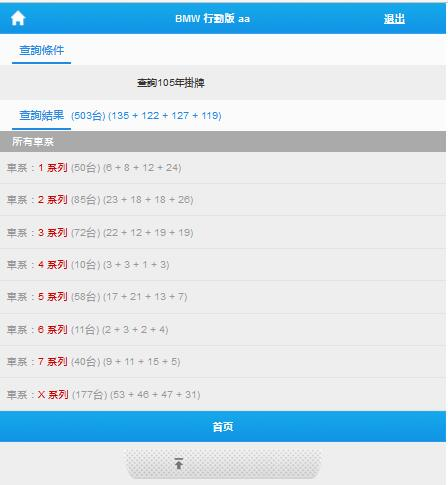 BMW 行動版 aa
退出
查詢條件
查詢105年掛牌
查詢結果 (503台) (135 + 122 + 127 + 119)
所有車系
車系：1 系列 (50台) (6 + 8 + 12 + 24)
車系：2 系列 (85台) (23 + 18 + 18 + 26)
車系：3 系列 (72台) (22 + 12 + 19 + 19)
車系：4 系列 (10台) (3 + 3 + 1 + 3)
車系：5 系列 (58台) (17 + 21 + 13 + 7)
車系：6 系列 (11台) (2 + 3 + 2 + 4)
車系：7 系列 (40台) (9 + 11 + 15 + 5)
車系：X 系列 (177台) (53 + 46 + 47 + 31)
首页